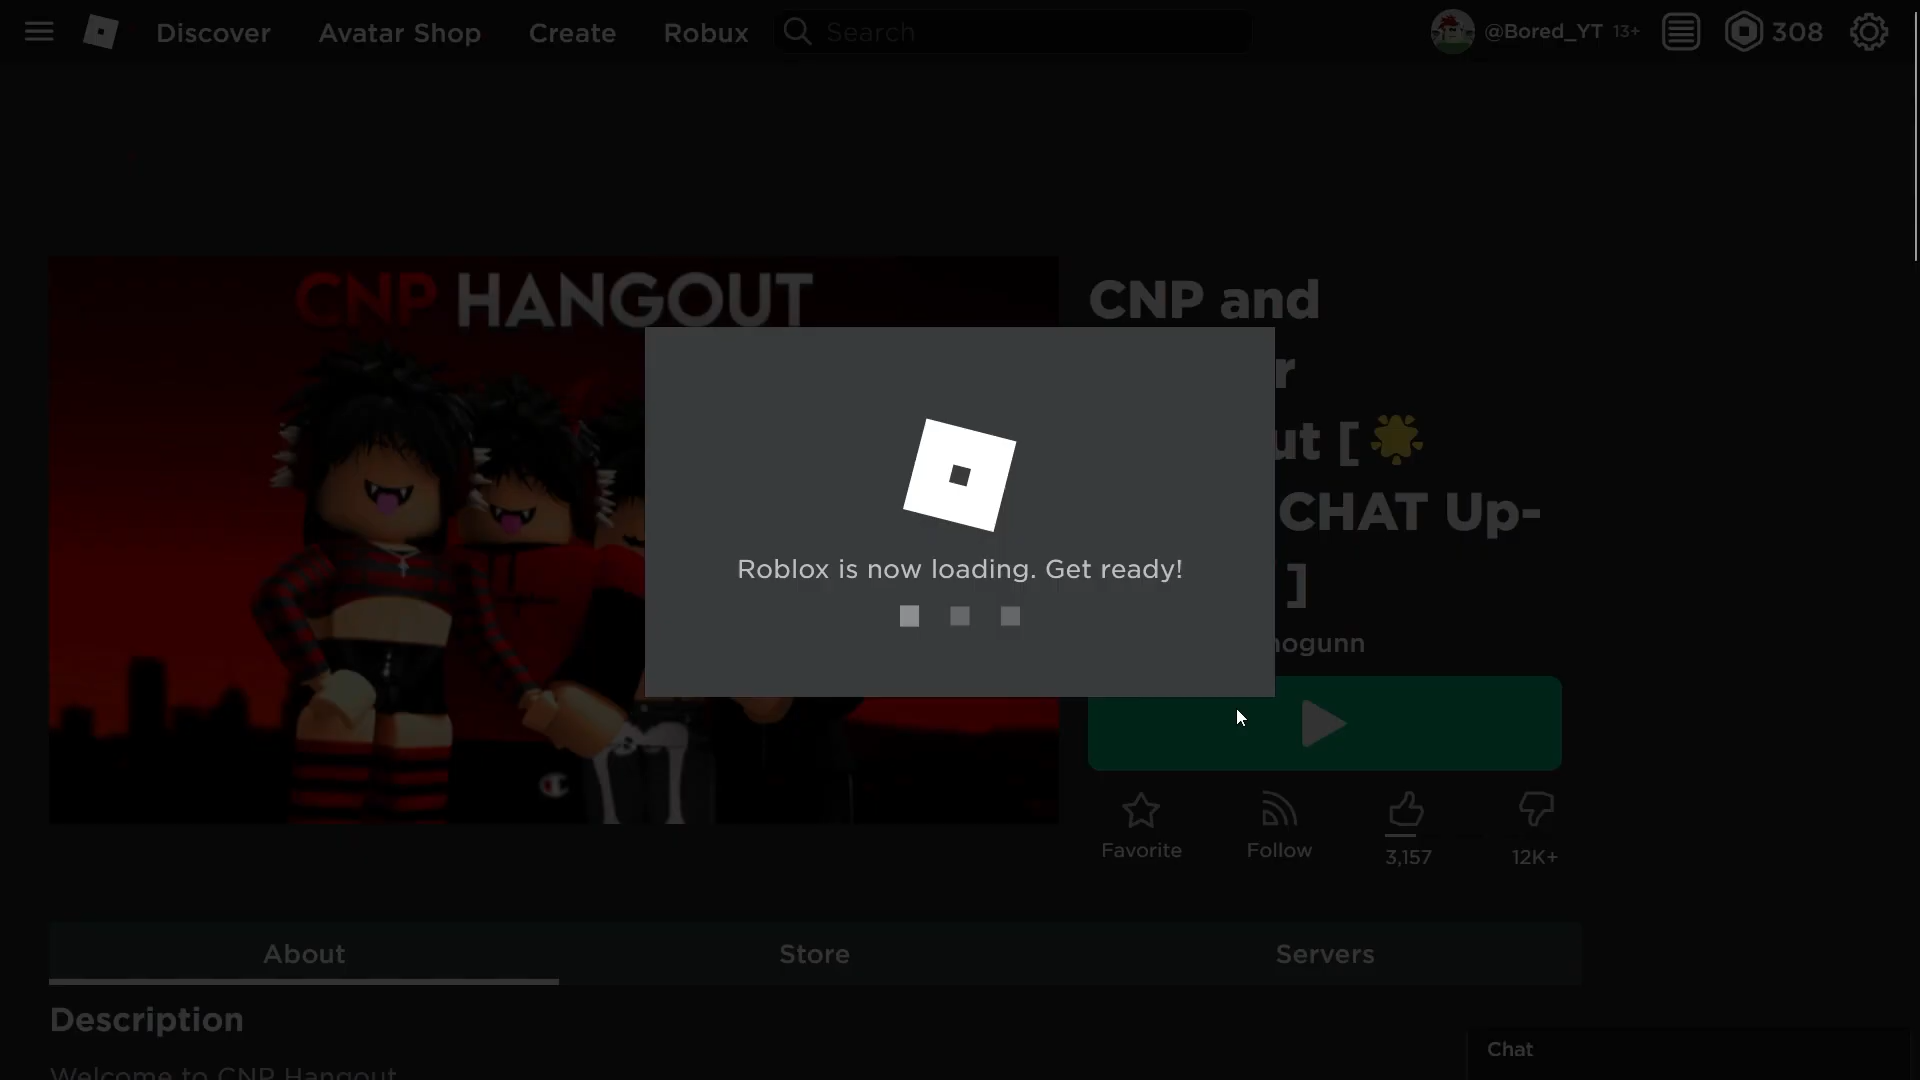 Discover Avatar Shop Create Robux Search @Bored_YT 13+ 308
CNP HANGOUT
CNP and
r
ut [
CHAT Up-
]
hogunn
Roblox is now loading. Get ready!
Favorite Follow 3,157 12K+
About Store Servers
Description
Welcome to CNP Hangout
Chat